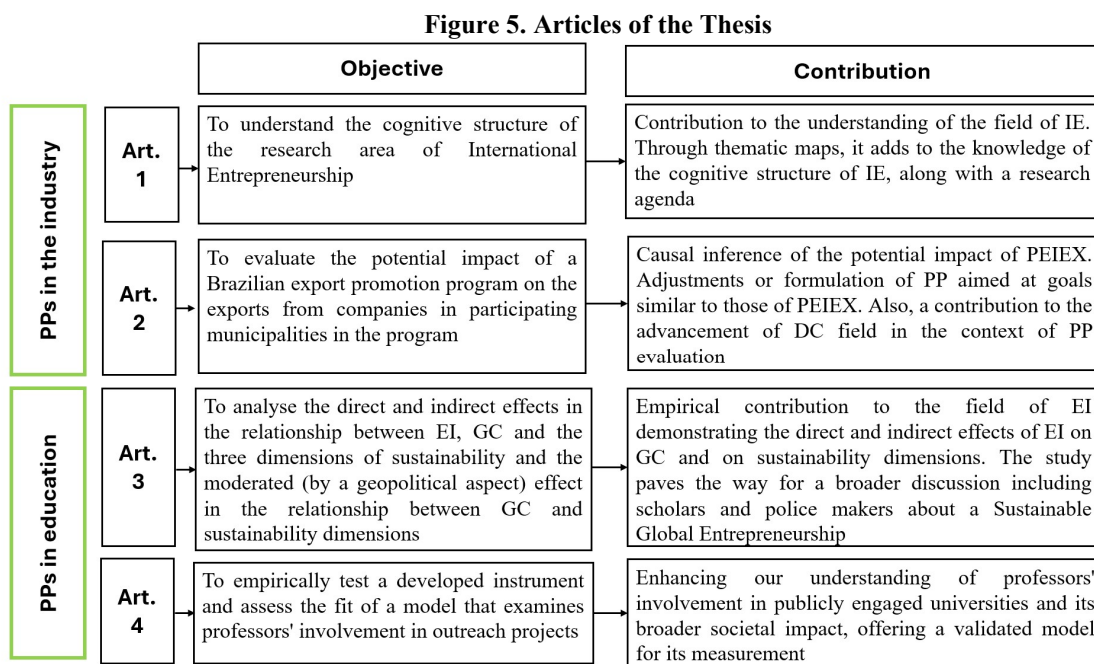 Figure 5. Articles of the Thesis
Objective
Contribution
PPs in the industry
Art.
1
To understand the cognitive structure of
the research area of International
Entrepreneurship
Contribution to the understanding of the field of IE.
Through thematic maps, it adds to the knowledge of
the cognitive structure of IE, along with a research
agenda
Art.
2
To evaluate the potential impact of a
Brazilian export promotion program on the
exports from companies in participating
municipalities in the program
Causal inference of the potential impact of PEIEX.
Adjustments or formulation of PP aimed at goals
similar to those of PEIEX. Also, a contribution to the
advancement of DC field in the context of PP
evaluation
PPs in education
Art.
3
To analyse the direct and indirect effects in
the relationship between EI, GC and the
three dimensions of sustainability and the
moderated (by a geopolitical aspect) effect
in the relationship between GC and
sustainability dimensions
Empirical contribution to the field of EI
demonstrating the direct and indirect effects of EI on
GC and on sustainability dimensions. The study
paves the way for a broader discussion including
scholars and police makers about a Sustainable
Global Entrepreneurship
Art.
4
To empirically test a developed instrument
and assess the fit of a model that examines
professors' involvement in outreach projects
Enhancing our understanding of professors'
involvement in publicly engaged universities and its
broader societal impact, offering a validated model
for its measurement